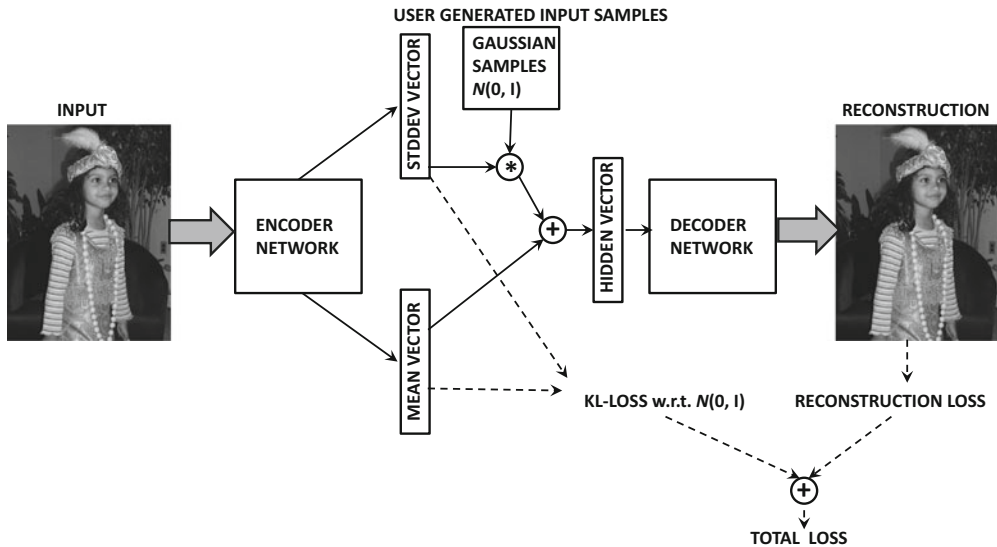 USER GENERATED INPUT SAMPLES
GAUSSIAN
SAMPLES
N(0, I)
STDDEV VECTOR
INPUT
RECONSTRUCTION
*
ENCODER
NETWORK
+
HIDDEN VECTOR
DECODER
NETWORK
MEAN VECTOR
KL-LOSS w.r.t. N(0, I)
RECONSTRUCTION LOSS
+
TOTAL LOSS